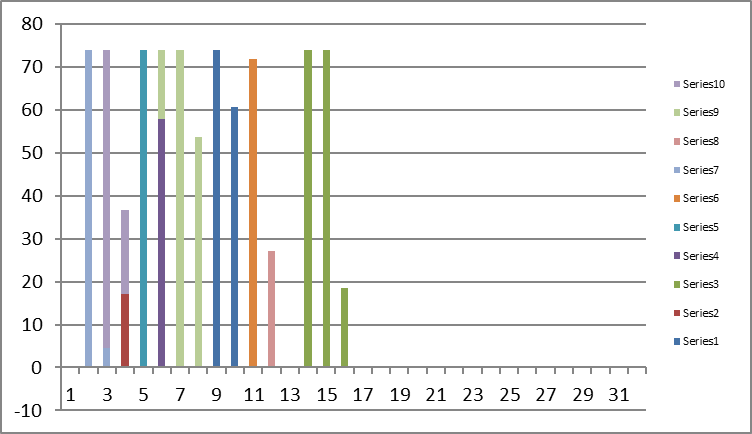 80
70
60
50
40
30
20
10
0
-10
1 3 5 7 9 11 13 15 17 19 21 23 25 27 29 31
Series10
Series9
Series8
Series7
Series6
Series5
Series4
Series3
Series2
Series1